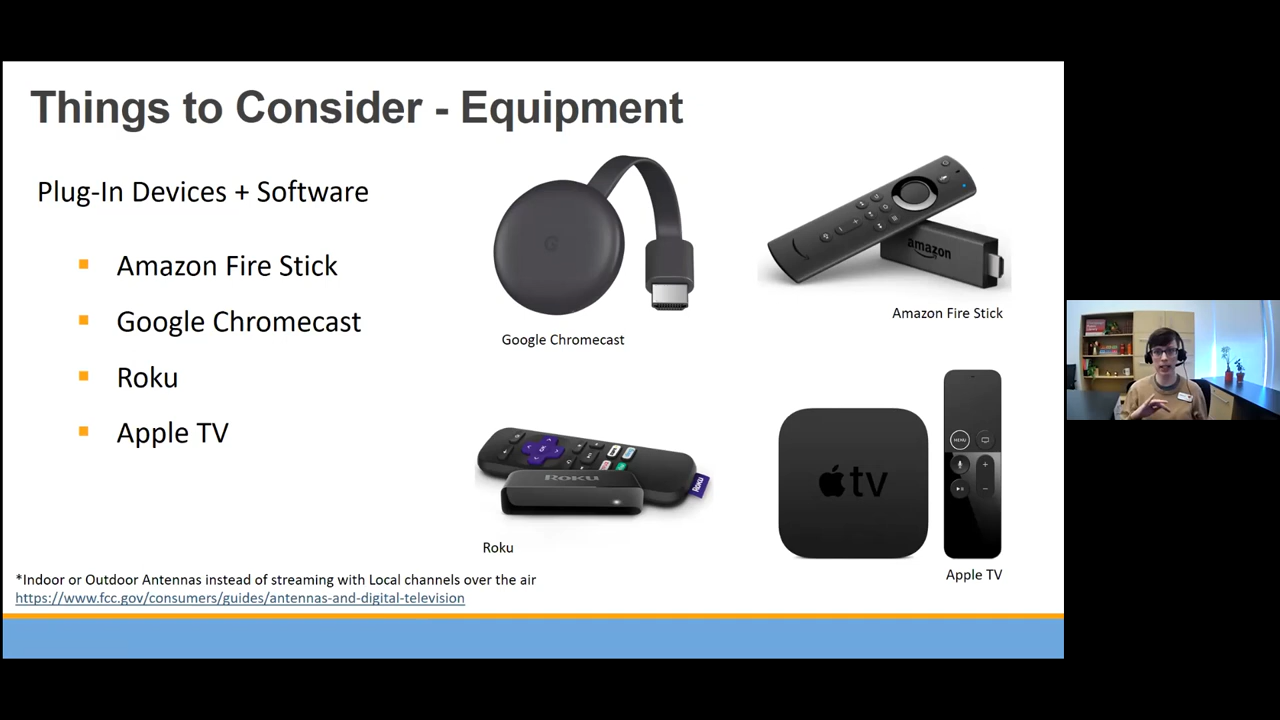 Things to Consider - Equipment
Plug-In Devices + Software
Amazon Fire Stick
Google Chromecast
Roku
Apple TV
G
Google Chromecast
amazon
Amazon Fire Stick
Roku
Roku
Roku
tv
MENU
Apple TV
*Indoor or Outdoor Antennas instead of streaming with Local channels over the air
https://www.fcc.gov/consumers/guides/antennas-and-digital-television